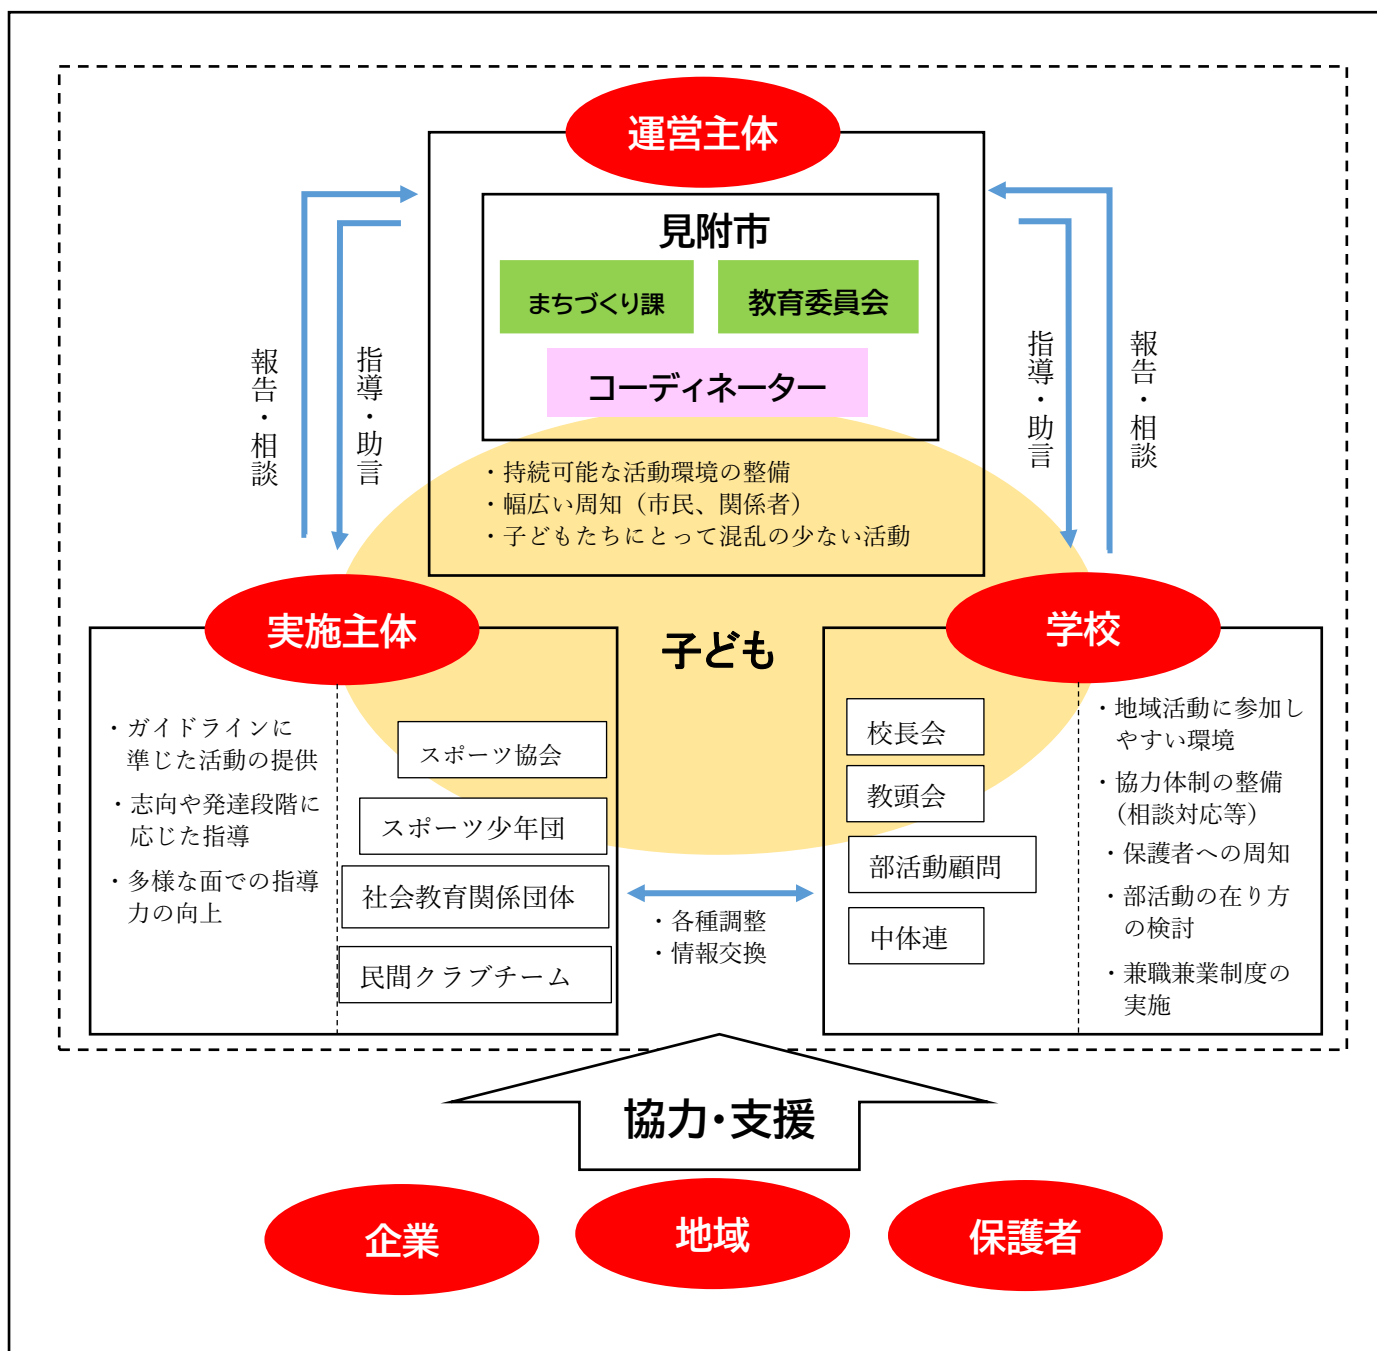 運営主体
見附市
まちづくり課
教育委員会
コーディネーター
・持続可能な活動環境の整備
・幅広い周知（市民、関係者）
・子どもたちにとって混乱の少ない活動
報告・相談
指導・助言
指導・助言
報告・相談
実施主体
・ガイドラインに
準じた活動の提供
・志向や発達段階に
応じた指導
・多様な面での指導
力の向上
スポーツ協会
スポーツ少年団
社会教育関係団体
民間クラブチーム
子ども
・各種調整
・情報交換
学校
校長会
教頭会
部活動顧問
中体連
・地域活動に参加し
やすい環境
・協力体制の整備
（相談対応等）
・保護者への周知
・部活動の在り方
の検討
・兼職兼業制度の
実施
協力・支援
企業
地域
保護者